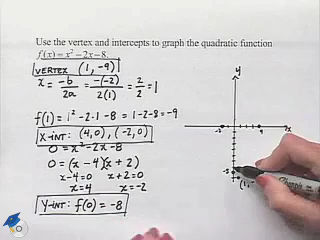 Use the vertex and intercepts to graph the quadratic function
f(x) = x² − 2x − 8.
VERTEX (1, -9)
x = -b/2a = -(-2)/2(1) = 2/2 = 1
f(1) = 1² - 2·1 - 8 = 1-2-8 = -9
X-INT: (4,0), (-2,0)
0 = x² - 2x - 8
0 = (x - 4)(x + 2)
x-4=0 x+2=0
x=4 x=-2
Y-INT: f(0) = -8
y
x
-2
4
-8
(1,